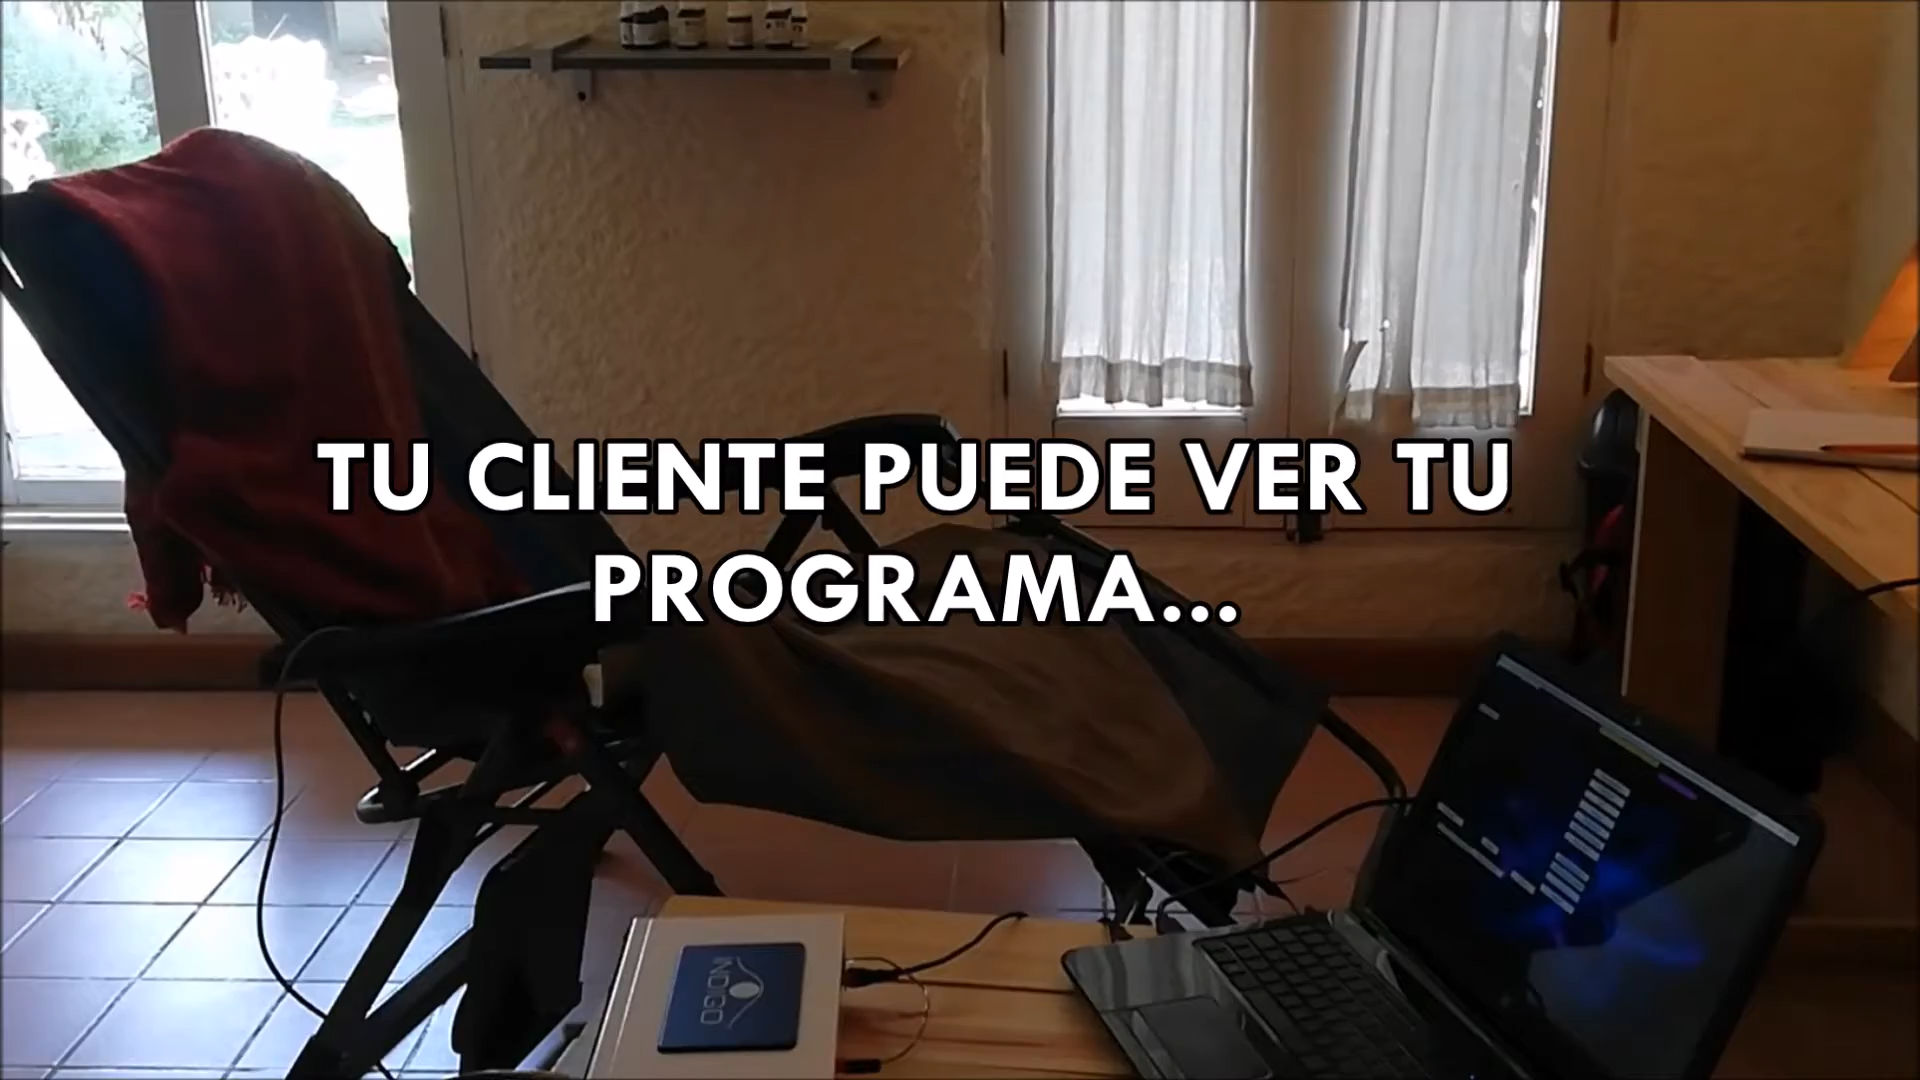 TU CLIENTE PUEDE VER TU
PROGRAMA...
INDIGO